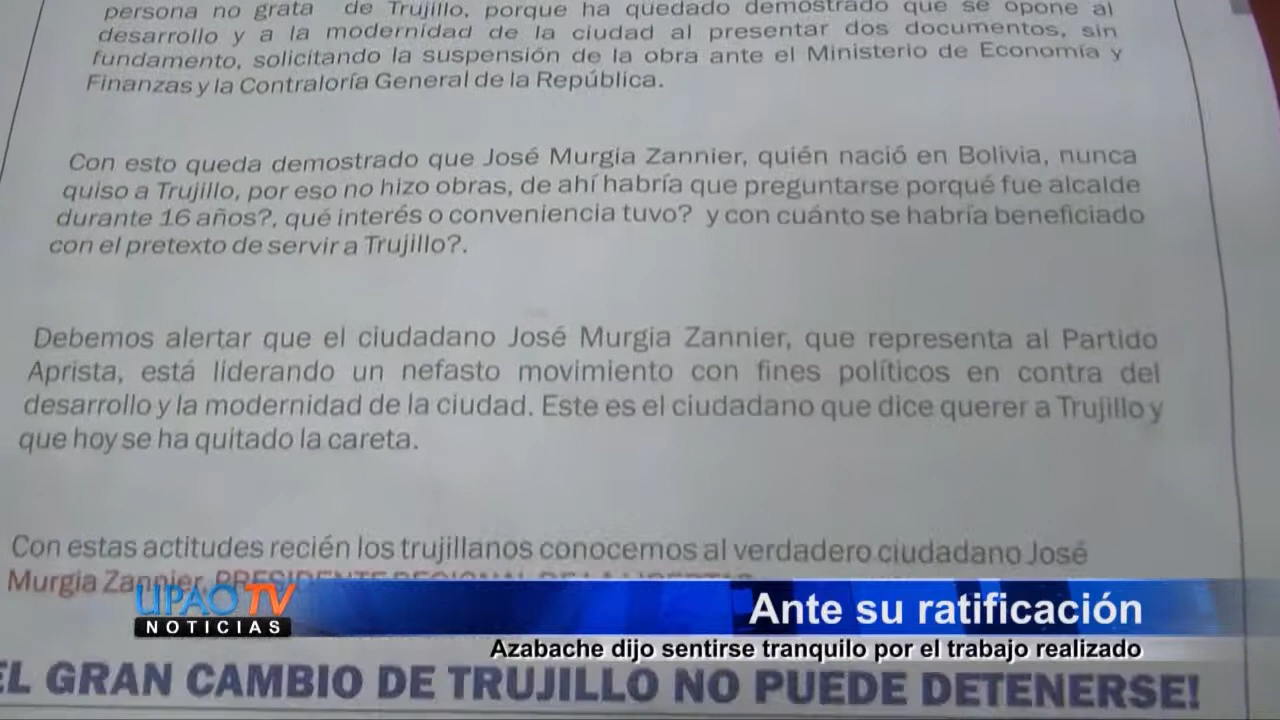 persona no grata de Trujillo, porque ha quedado demostrado que se opone al
desarrollo y a la modernidad de la ciudad al presentar dos documentos, sin
fundamento, solicitando la suspensión de la obra ante el Ministerio de Economía y
Finanzas y la Contraloría General de la República.
Con esto queda demostrado que José Murgia Zannier, quién nació en Bolivia, nunca
quiso a Trujillo, por eso no hizo obras, de ahí habría que preguntarse porqué fue alcalde
durante 16 años?, qué interés o conveniencia tuvo? y con cuánto se habría beneficiado
con el pretexto de servir a Trujillo?.
Debemos alertar que el ciudadano José Murgia Zannier, que representa al Partido
Aprista, está liderando un nefasto movimiento con fines políticos en contra del
desarrollo y la modernidad de la ciudad. Este es el ciudadano que dice querer a Trujillo y
que hoy se ha quitado la careta.
Con estas actitudes recién los trujillanos conocemos al verdadero ciudadano José
Murgia Zannier, PRESIDENTE REGIONAL DE LA LIBERTAD
UPAO TV
NOTICIAS
Ante su ratificación
Azabache dijo sentirse tranquilo por el trabajo realizado
EL GRAN CAMBIO DE TRUJILLO NO PUEDE DETENERSE!